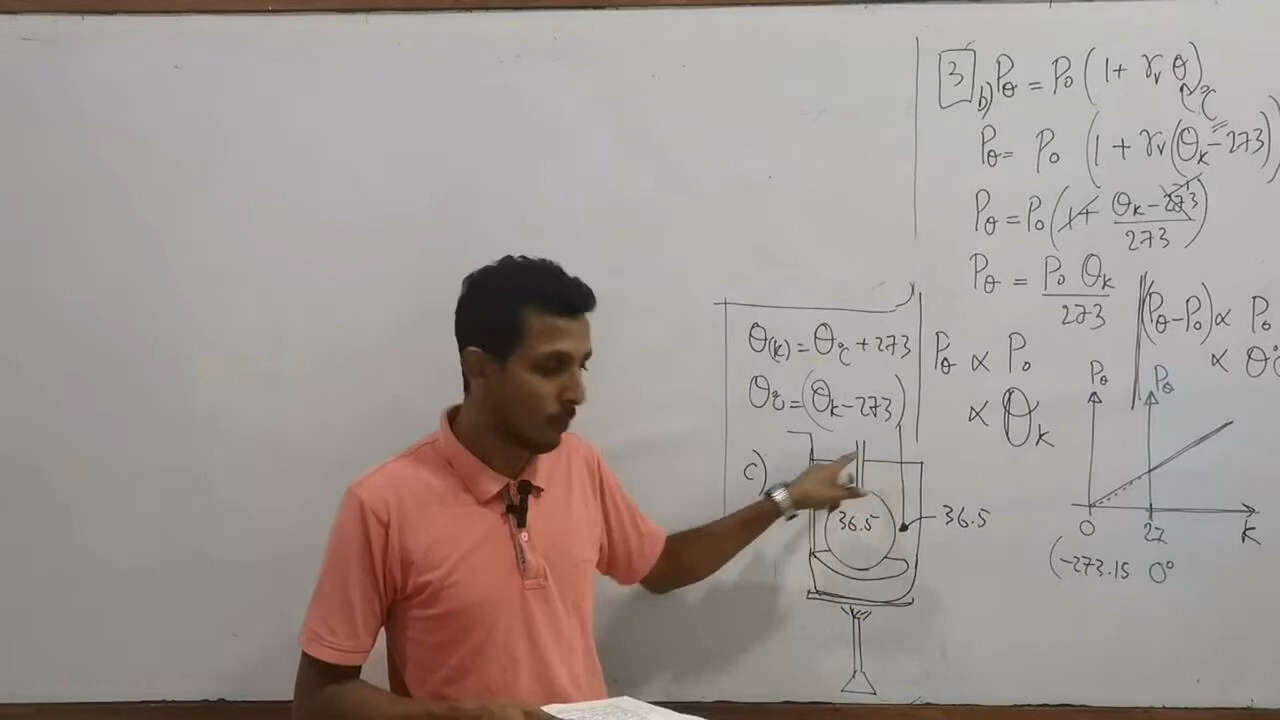 3 b) Pθ = P₀ (1 + γᵥ θ) °C
Pθ = P₀ (1 + γᵥ (θₖ - 273))
Pθ = P₀ (1 + θₖ - 273 / 273)
Pθ = P₀ θₖ / 273
(Pθ - P₀) ∝ P₀
∝ θ°C
θ(K) = θ°C + 273
θ°C = (θₖ - 273)
Pθ ∝ P₀
∝ θₖ
c)
36.5
36.5
Pθ
Pθ
0
27
K
(-273.15 0°